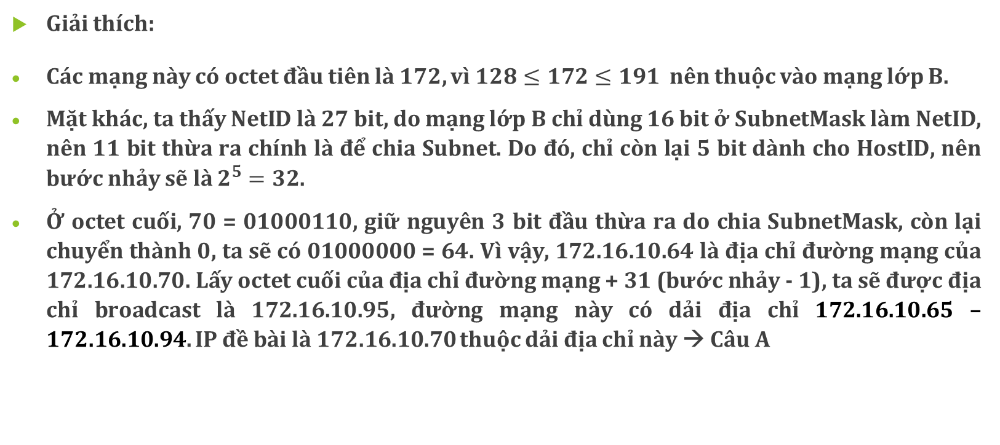 Giải thích:
Các mạng này có octet đầu tiên là 172, vì 128 ≤ 172 ≤ 191 nên thuộc vào mạng lớp B.
Mặt khác, ta thấy NetID là 27 bit, do mạng lớp B chỉ dùng 16 bit ở SubnetMask làm NetID,
nên 11 bit thừa ra chính là để chia Subnet. Do đó, chỉ còn lại 5 bit dành cho HostID, nên
bước nhảy sẽ là 2⁵ = 32.
Ở octet cuối, 70 = 01000110, giữ nguyên 3 bit đầu thừa ra do chia SubnetMask, còn lại
chuyển thành 0, ta sẽ có 01000000 = 64. Vì vậy, 172.16.10.64 là địa chỉ đường mạng của
172.16.10.70. Lấy octet cuối của địa chỉ đường mạng + 31 (bước nhảy - 1), ta sẽ được địa
chỉ broadcast là 172.16.10.95, đường mạng này có dải địa chỉ 172.16.10.65 –
172.16.10.94. IP đề bài là 172.16.10.70 thuộc dải địa chỉ này → Câu A